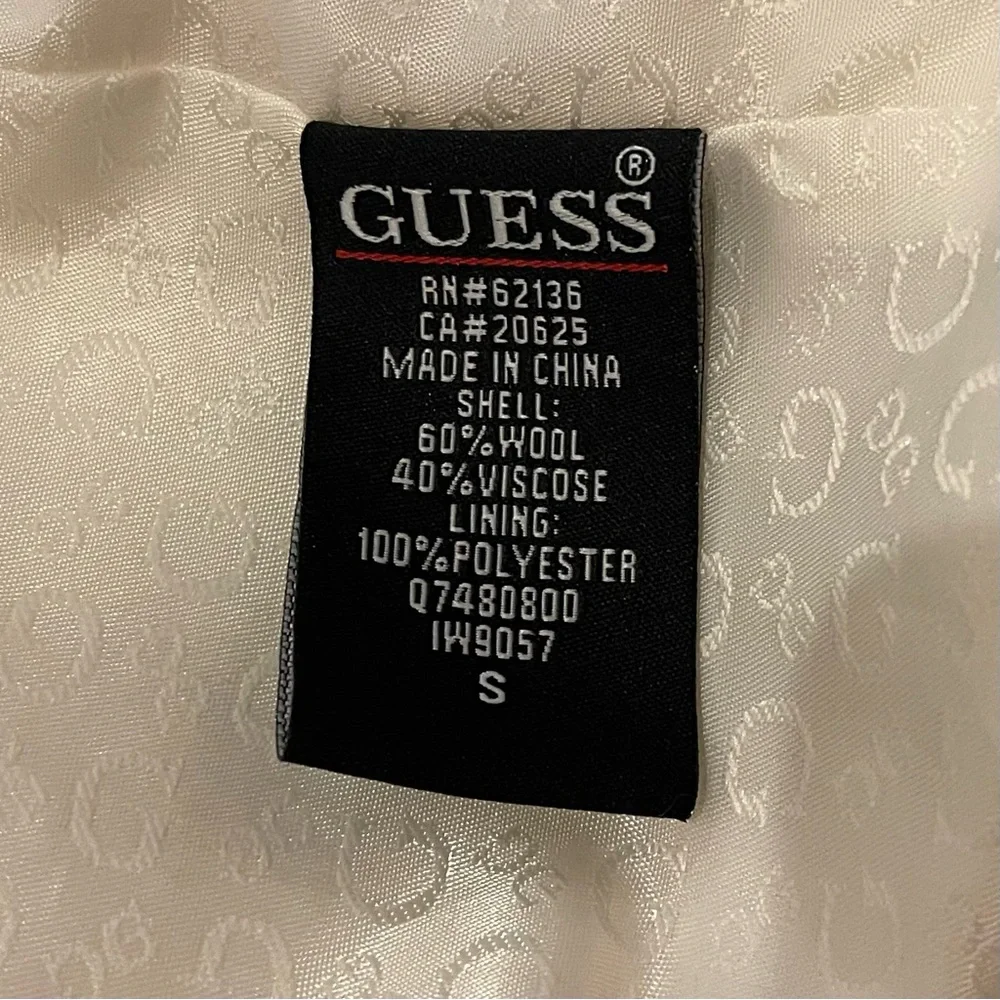 GUESS®
RN#62136
CA#20625
MADE IN CHINA
SHELL:
60%WOOL
40%VISCOSE
LINING:
100%POLYESTER
Q7480800
IW9057
S